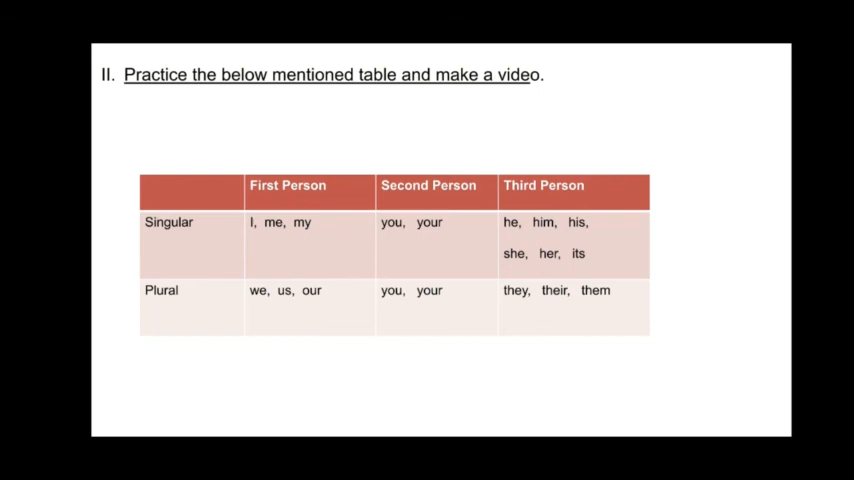 II. Practice the below mentioned table and make a video.
First Person Second Person Third Person
Singular I, me, my you, your he, him, his,
she, her, its
Plural we, us, our you, your they, their, them